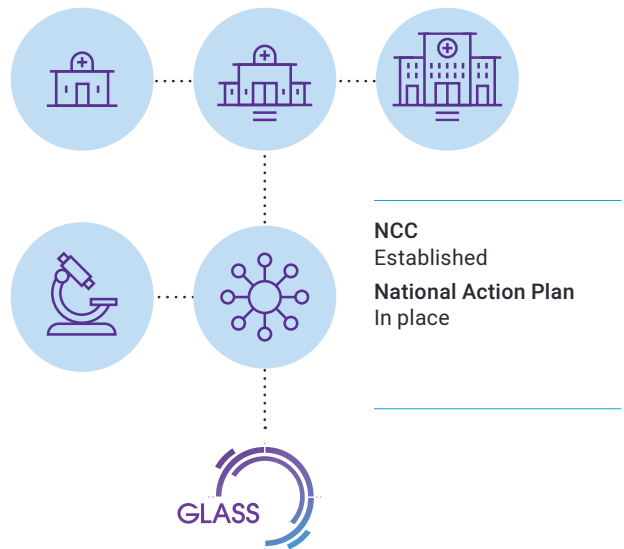 NCC
Established
National Action Plan
In place
GLASS